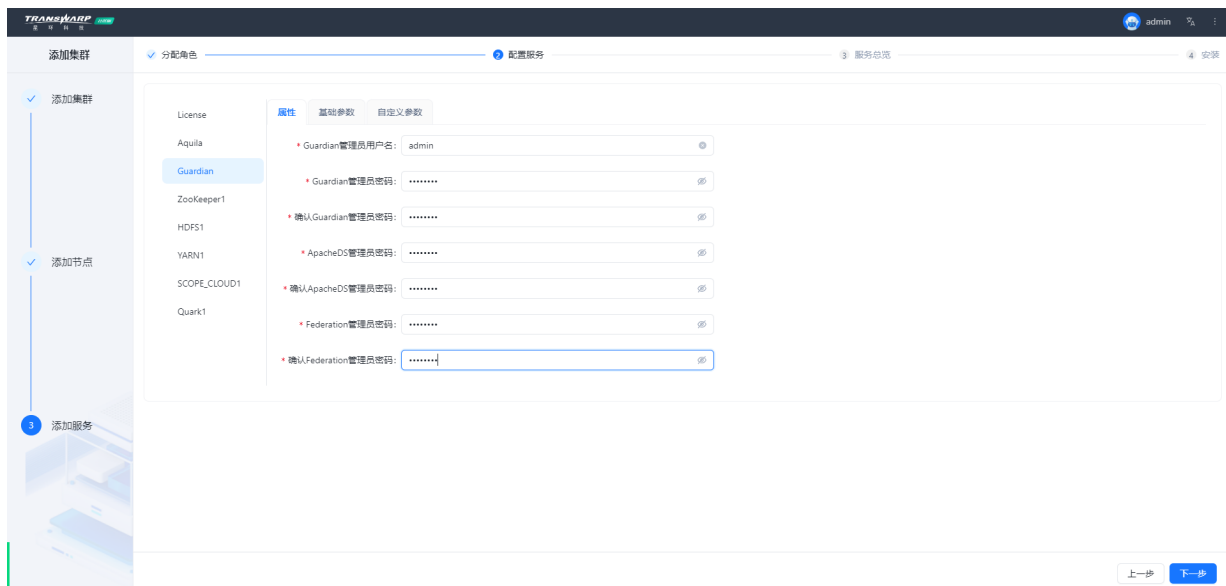 TRANSWARP
星环科技
admin
添加集群
分配角色
2 配置服务
3 服务总览
4 安装
添加集群
添加节点
3 添加服务
License
Aquila
Guardian
ZooKeeper1
HDFS1
YARN1
SCOPE_CLOUD1
Quark1
属性 基础参数 自定义参数
* Guardian管理员用户名: admin
* Guardian管理员密码: ••••••••
* 确认Guardian管理员密码: ••••••••
* ApacheDS管理员密码: ••••••••
* 确认ApacheDS管理员密码: ••••••••
* Federation管理员密码: ••••••••
* 确认Federation管理员密码: ••••••••
上一步 下一步